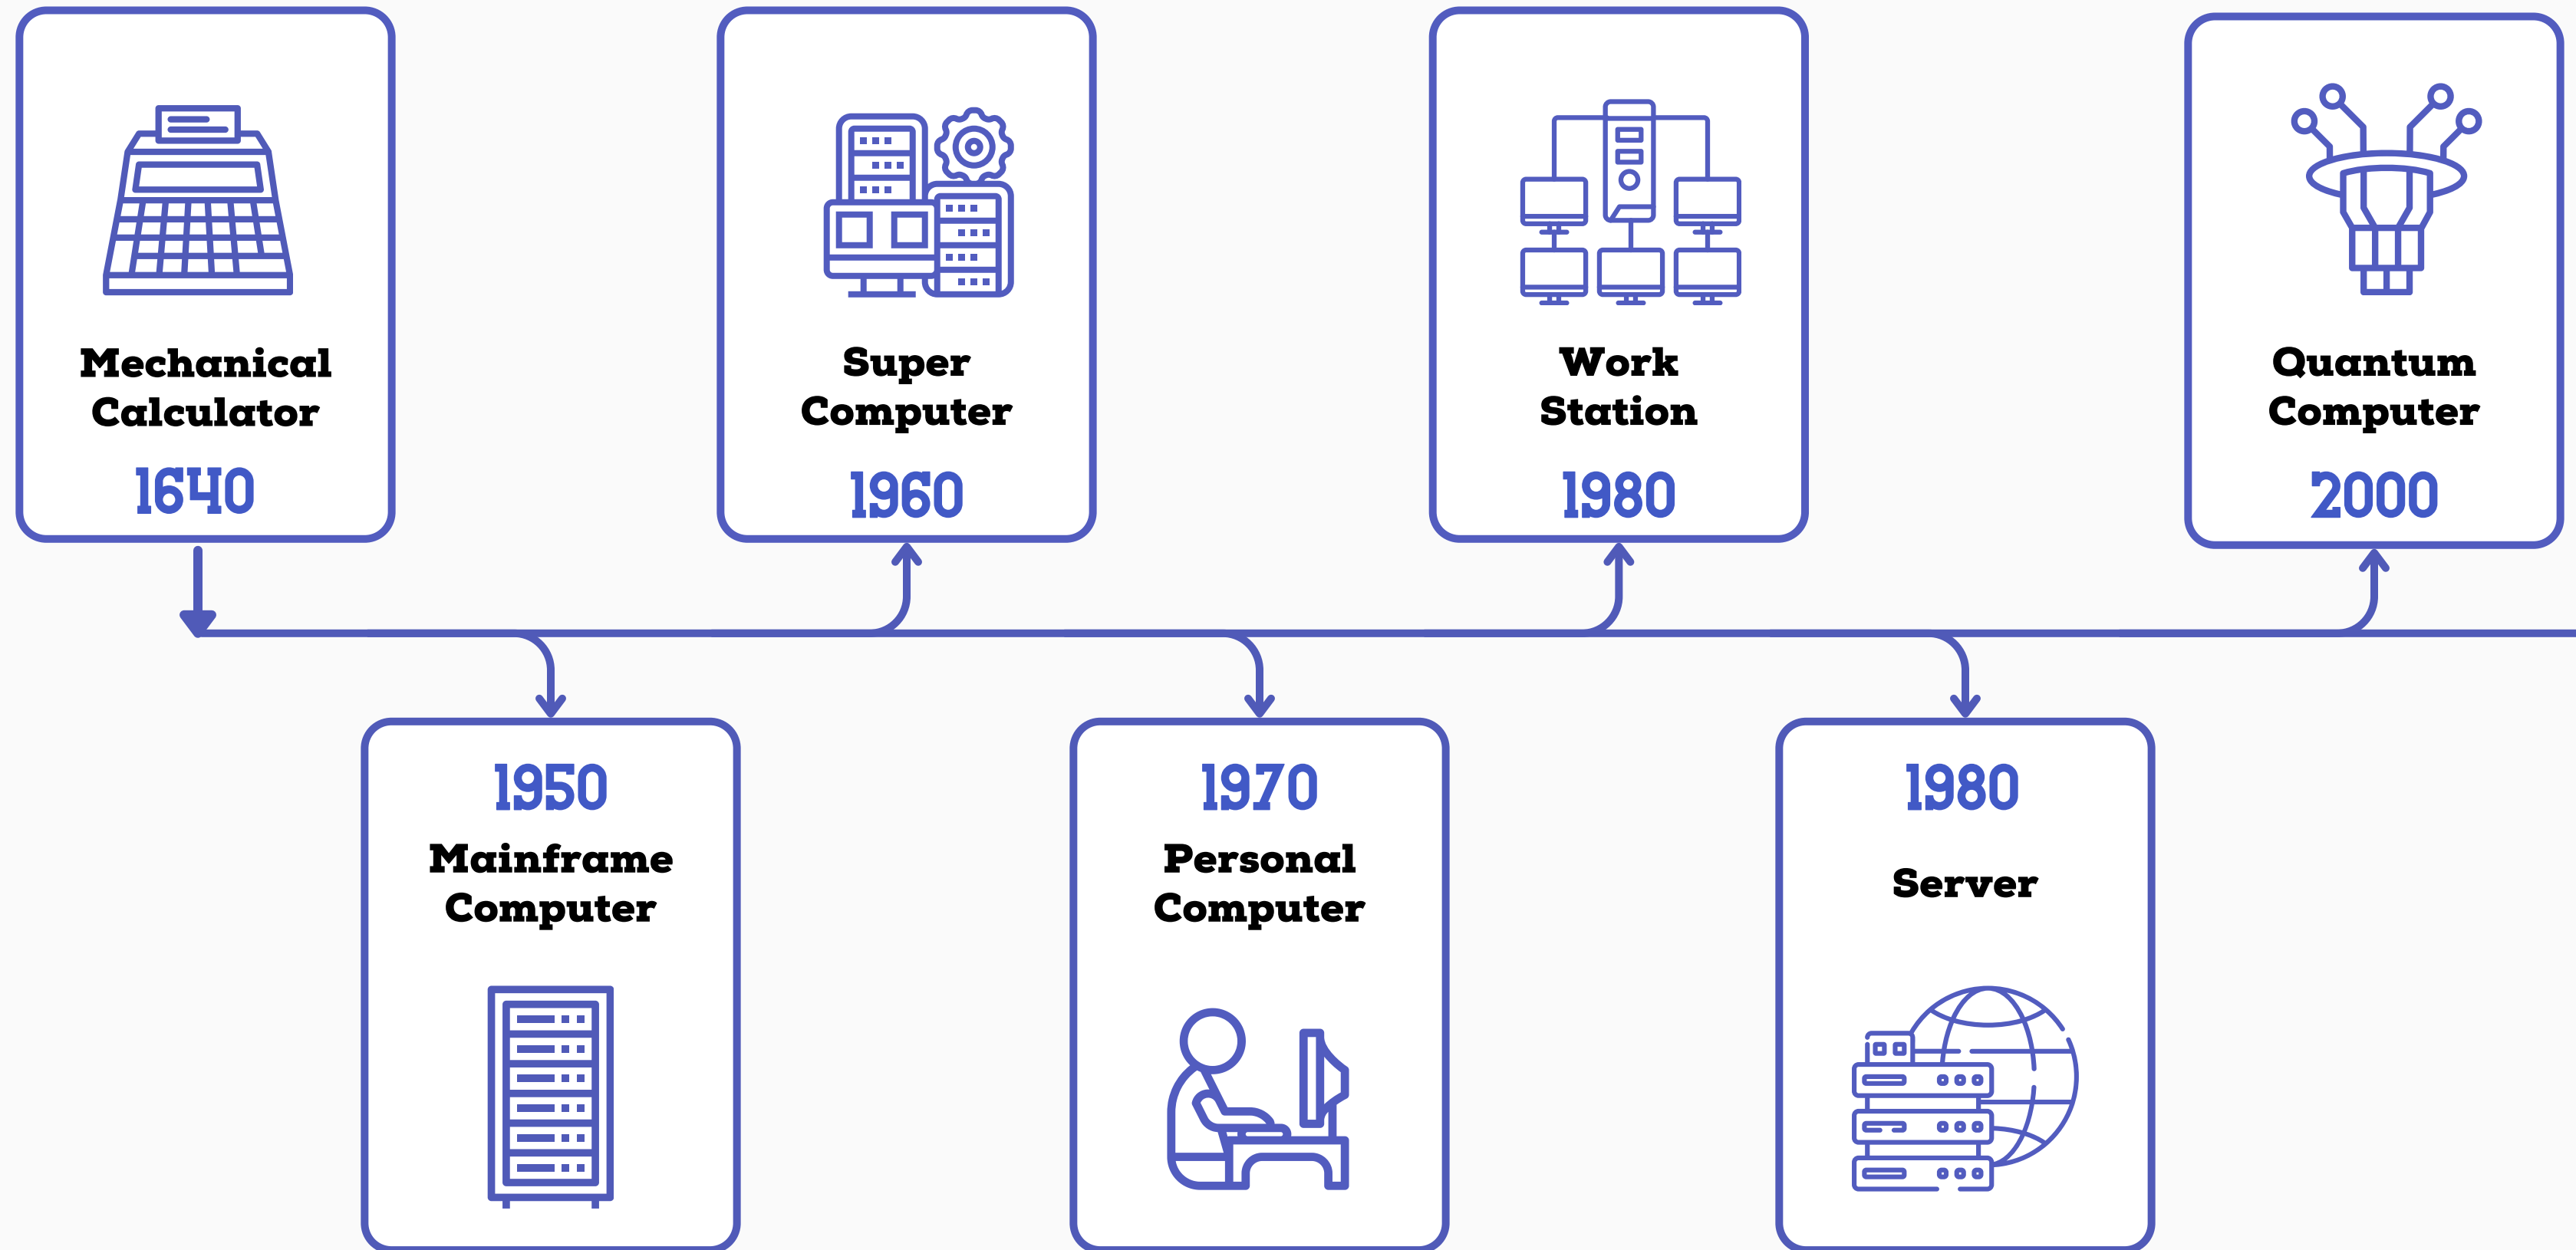 Mechanical
Calculator
1640
Super
Computer
1960
Work
Station
1980
Quantum
Computer
2000
1950
Mainframe
Computer
1970
Personal
Computer
1980
Server